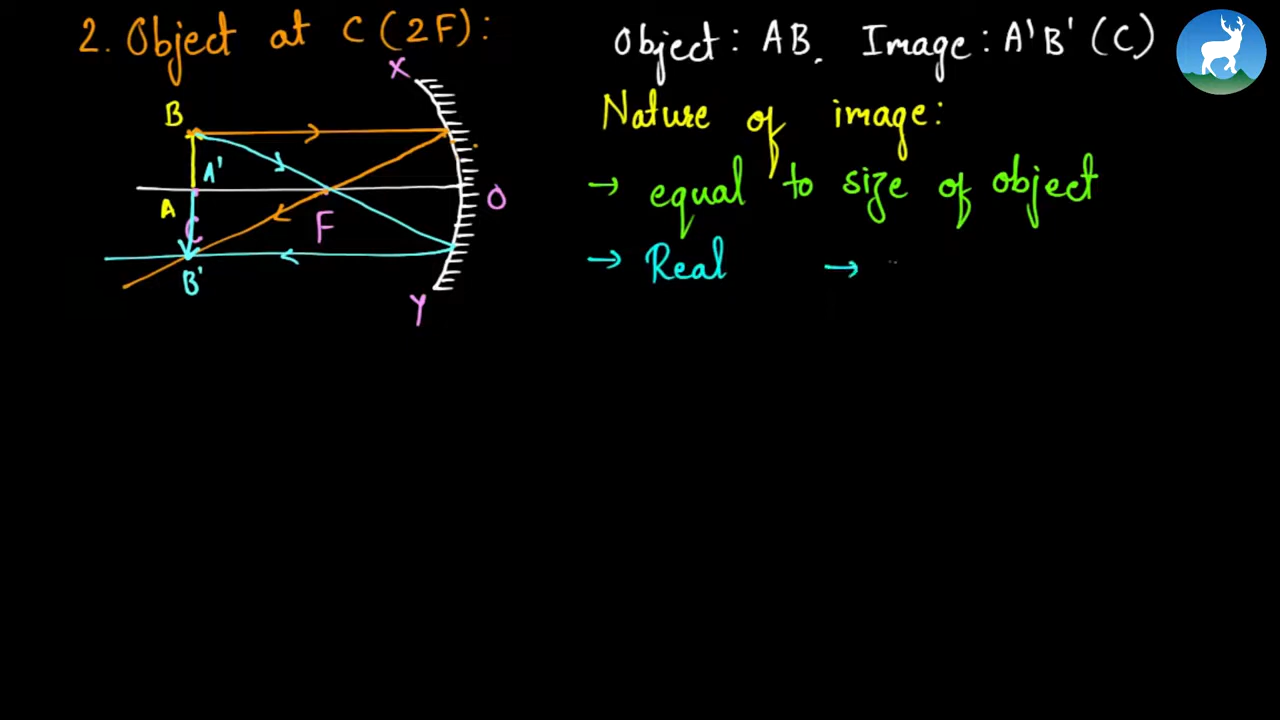 2. Object at C (2F):
Object: AB. Image: A'B' (C)
X
B
A'
A
C
F
O
B'
Y
Nature of image:
→ equal to size of object
→ Real →